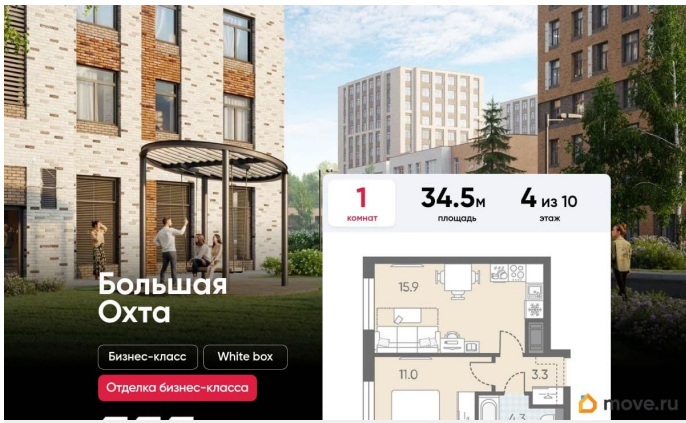 1
комнат
34.5м
площадь
4 из 10
этаж
Большая
Охта
Бизнес-класс
White box
Отделка бизнес-класса
15.9
11.0
3.3
4.3
move.ru